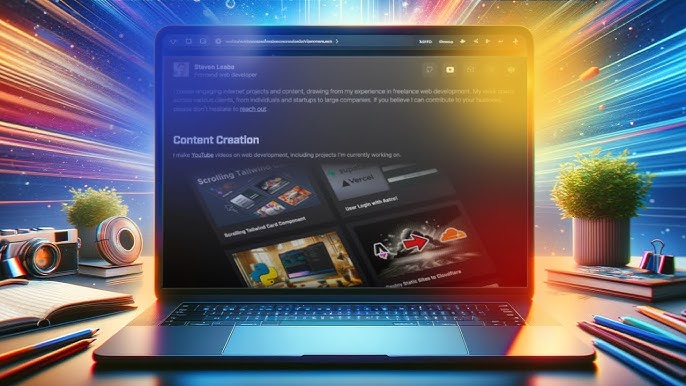 Steven Leabo
Frontend web developer
engaging internet projects and content, drawing from my experience in freelance web development. My work
across various clients, from individuals and startups to large companies. If you believe I can contribute to your business,
please don't hesitate to reach out.
Content Creation
I make YouTube videos on web development, including projects I'm currently working on.
Scrolling Tailwind
Vercel
Scrolling Tailwind Card Component
User Login with Astro!
Deploy Static Sites to Cloudflare